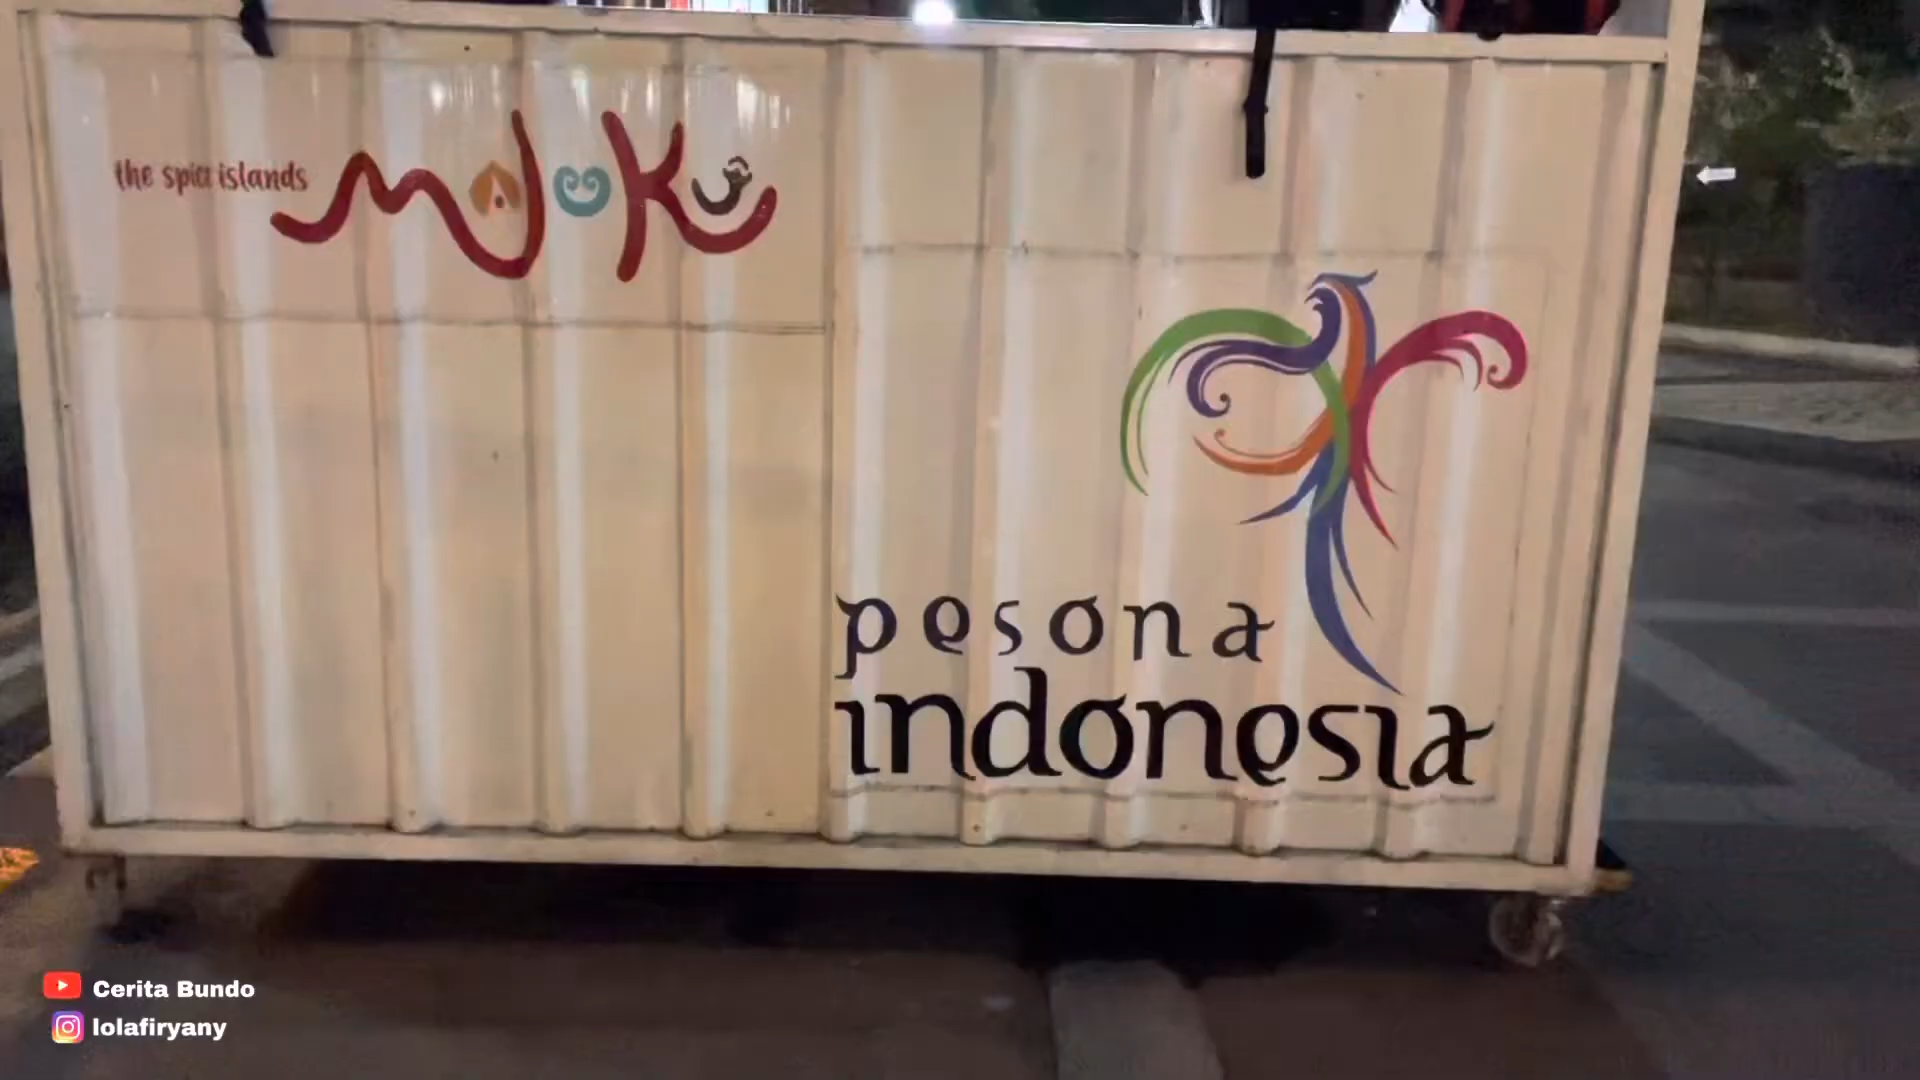 the spice islands
Maluku
pesona
indonesia
Cerita Bundo
lolafiryany